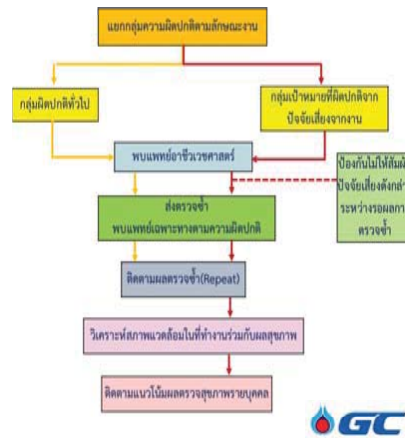 แยกกลุ่มความผิดปกติตามลักษณะงาน
กลุ่มผิดปกติทั่วไป
กลุ่มเป้าหมายที่ผิดปกติจาก
ปัจจัยเสี่ยงจากงาน
พบแพทย์อาชีวเวชศาสตร์
ป้องกันไม่ให้สัมผั
ปัจจัยเสี่ยงดังกล่า
ระหว่างรอผลกา
ตรวจซ้ำ
ส่งตรวจซ้ำ
พบแพทย์เฉพาะทางตามความผิดปกติ
ติดตามผลตรวจซ้ำ(Repeat)
วิเคราะห์สภาพแวดล้อมในที่ทำงานร่วมกับผลสุขภาพ
ติดตามแนวโน้มผลตรวจสุขภาพรายบุคคล
GC